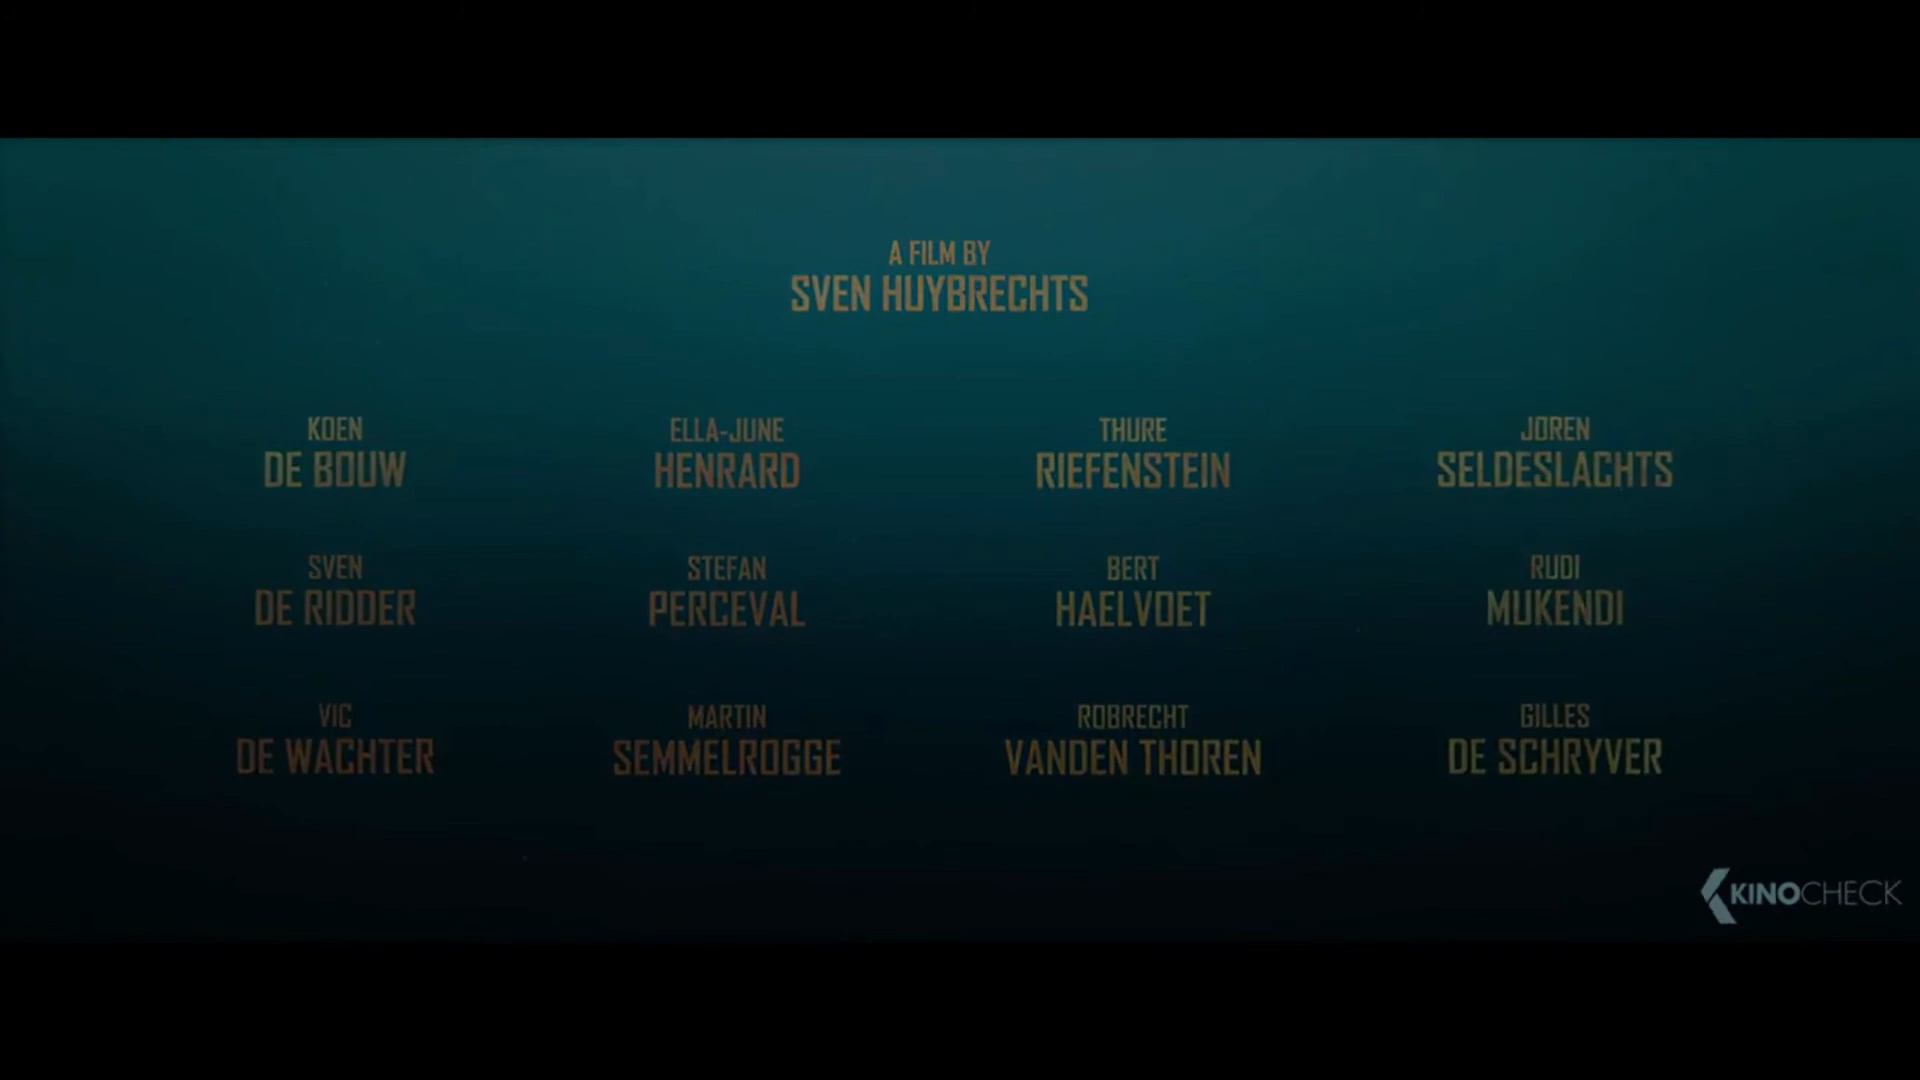 A FILM BY
SVEN HUYBRECHTS
KOEN
DE BOUW
ELLA-JUNE
HENRARD
THURE
RIEFENSTEIN
JOREN
SELDESLACHTS
SVEN
DE RIDDER
STEFAN
PERCEVAL
BERT
HAELVOET
RUDI
MUKENDI
VIC
DE WACHTER
MARTIN
SEMMELROGGE
ROBRECHT
VANDEN THOREN
GILLES
DE SCHRYVER
KINOCHECK